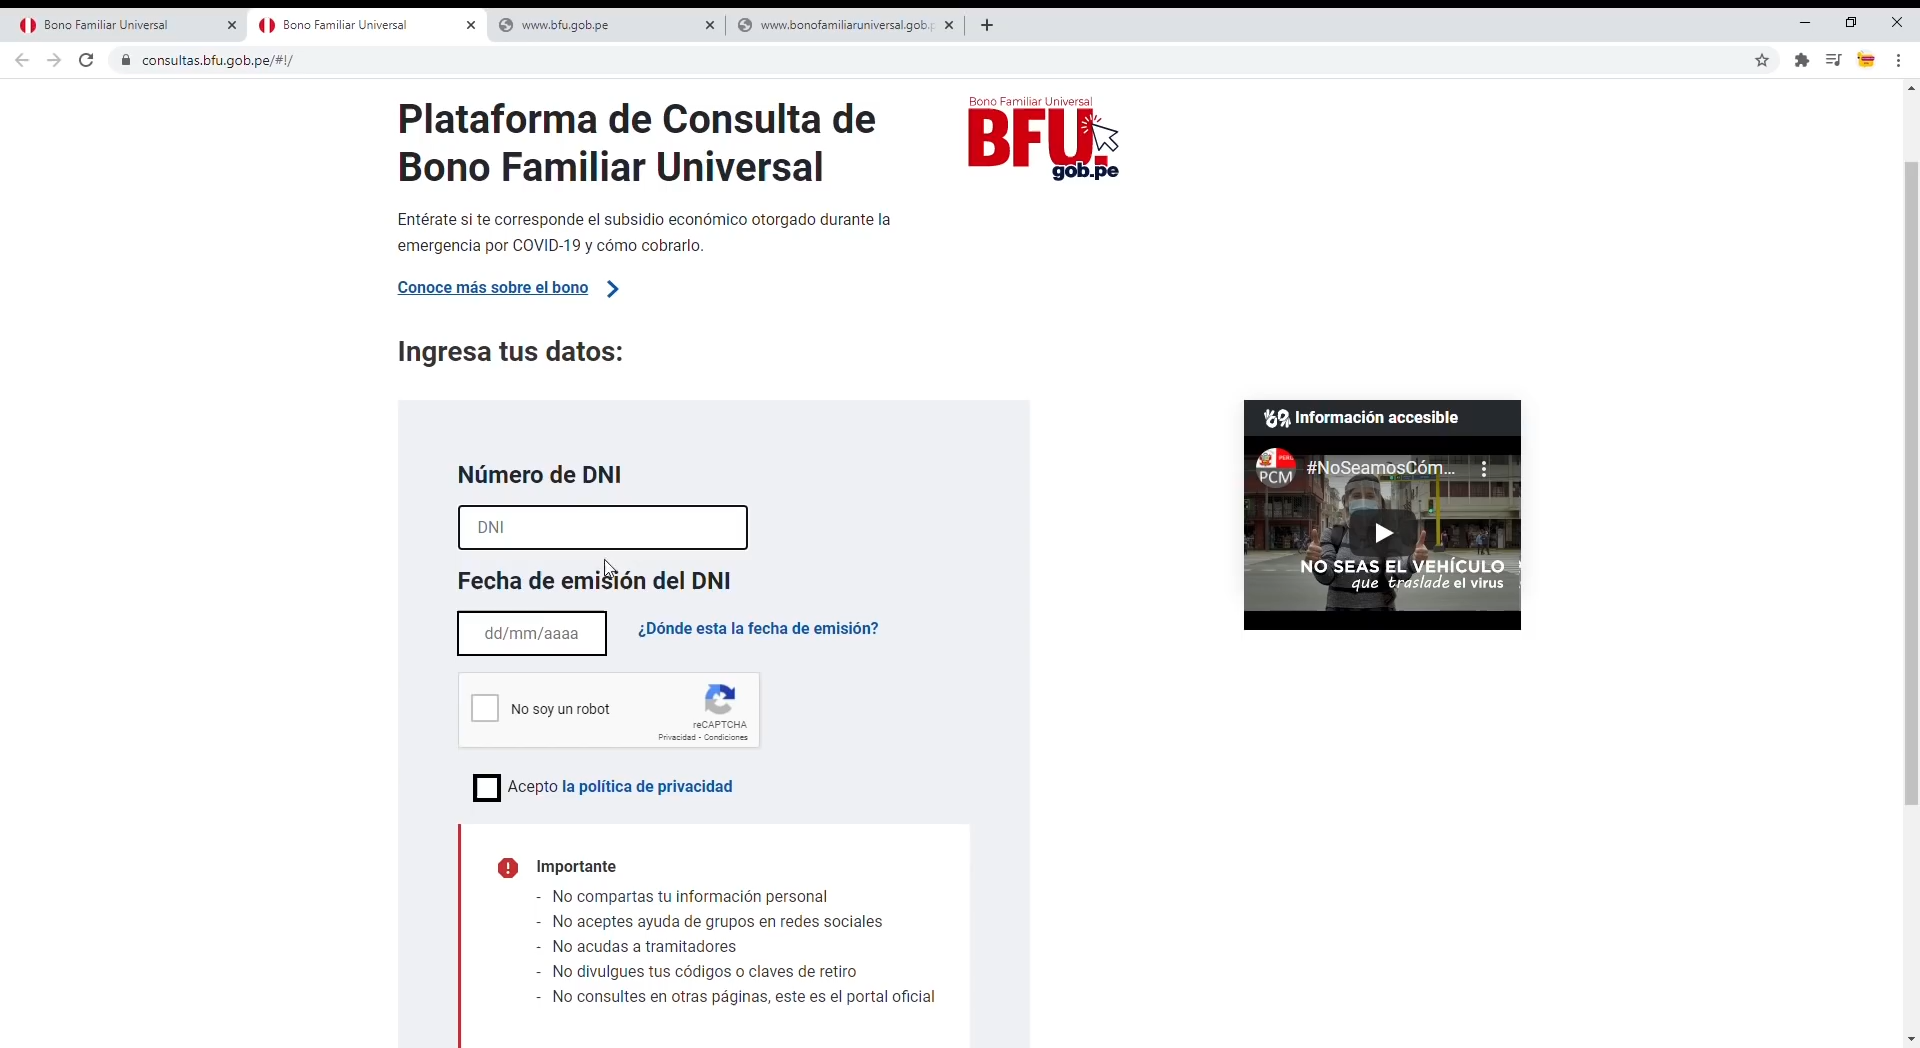 Bono Familiar Universal
Bono Familiar Universal
www.bfu.gob.pe
www.bonofamiliaruniversal.gob.p
consultas.bfu.gob.pe/#!/
Plataforma de Consulta de
Bono Familiar Universal
Bono Familiar Universal
BFU.
gob.pe
Entérate si te corresponde el subsidio económico otorgado durante la
emergencia por COVID-19 y cómo cobrarlo.
Conoce más sobre el bono
Ingresa tus datos:
Información accesible
PERÚ
PCM
#NoSeamosCóm...
NO SEAS EL VEHÍCULO
que traslade el virus
Número de DNI
DNI
Fecha de emisión del DNI
dd/mm/aaaa
¿Dónde esta la fecha de emisión?
No soy un robot
reCAPTCHA
Privacidad - Condiciones
Acepto la política de privacidad
Importante
- No compartas tu información personal
- No aceptes ayuda de grupos en redes sociales
- No acudas a tramitadores
- No divulgues tus códigos o claves de retiro
- No consultes en otras páginas, este es el portal oficial